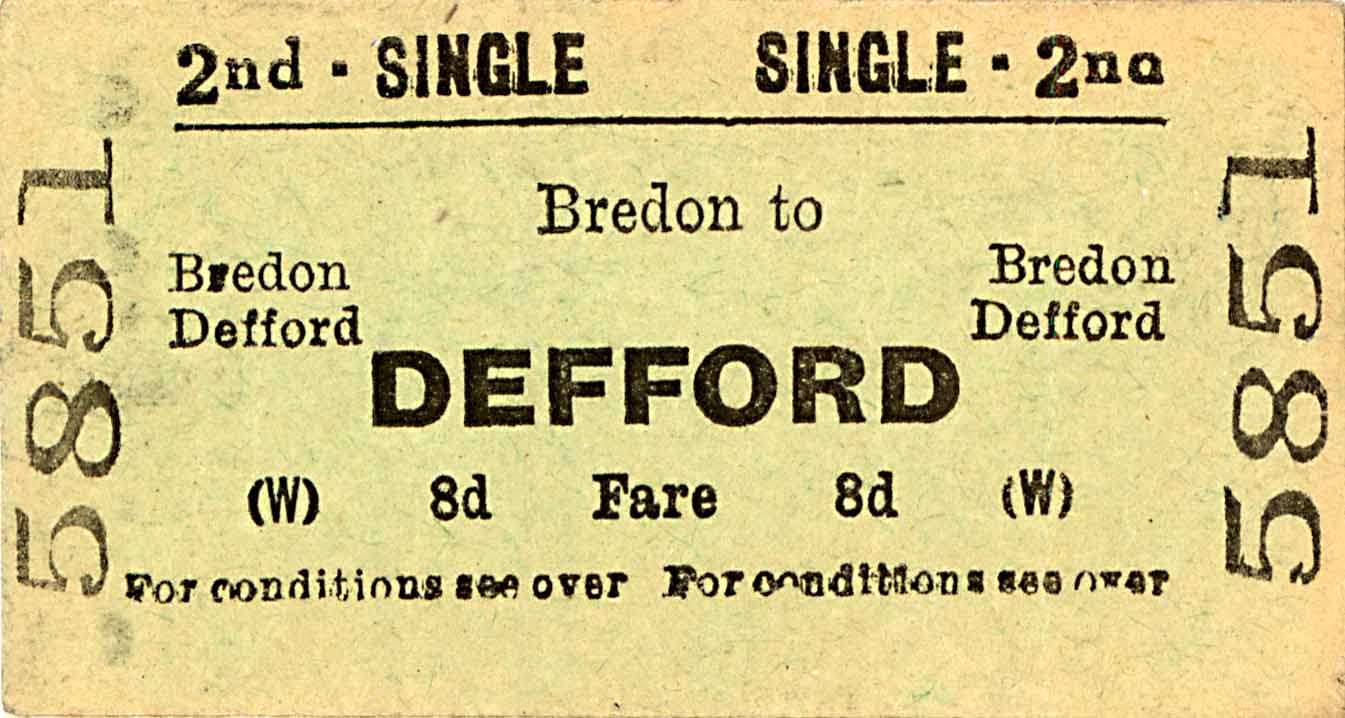 2nd · SINGLE SINGLE · 2nd
Bredon to
Bredon Bredon
Defford Defford
DEFFORD
(W) 8d Fare 8d (W)
For conditions see over For conditions see over
5851 5851